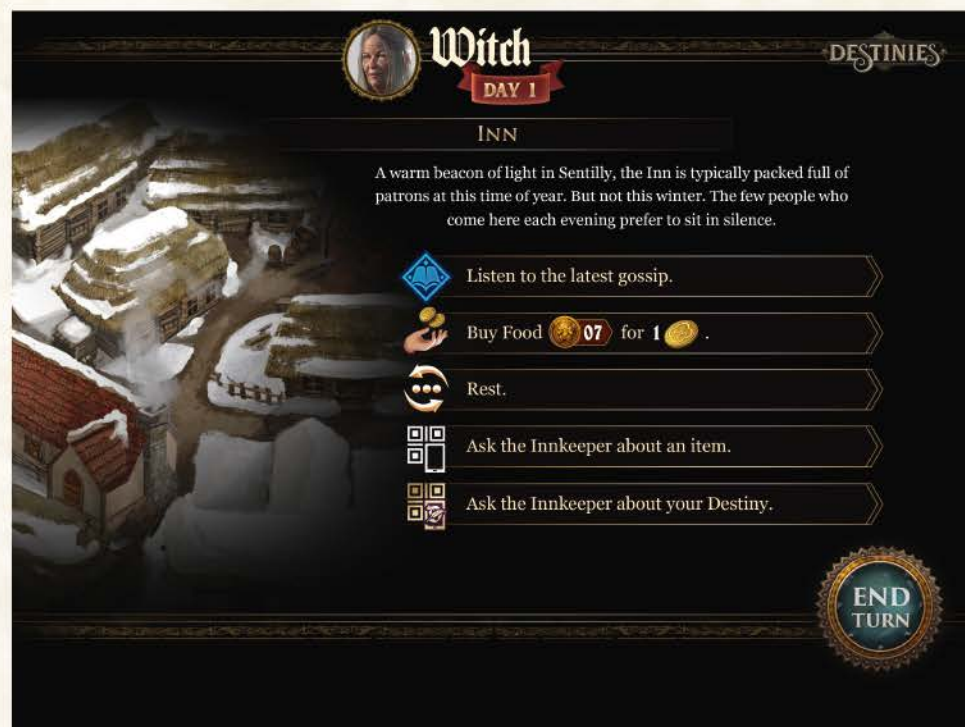 Witch
DESTINIES
DAY 1
INN
A warm beacon of light in Sentilly, the Inn is typically packed full of
patrons at this time of year. But not this winter. The few people who
come here each evening prefer to sit in silence.
Listen to the latest gossip.
Buy Food 07 for 1 .
Rest.
Ask the Innkeeper about an item.
Ask the Innkeeper about your Destiny.
END
TURN